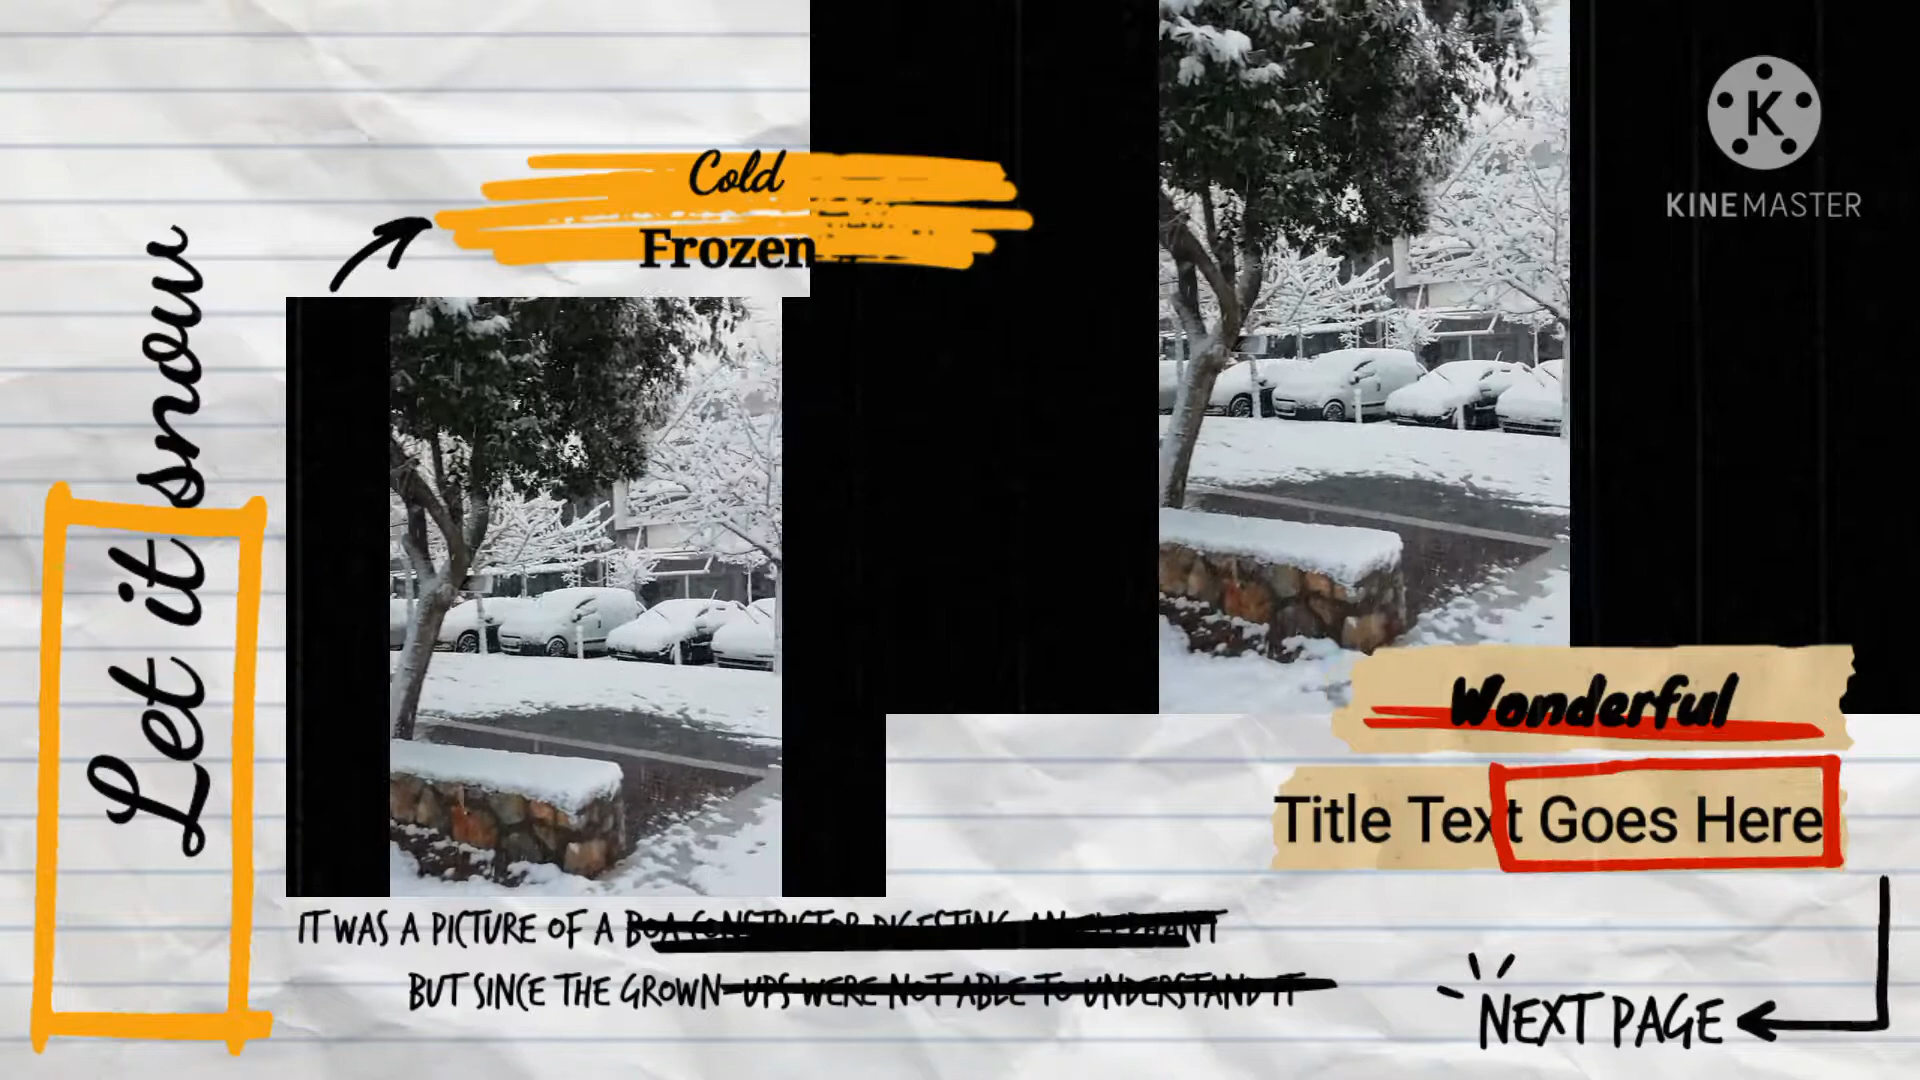 Cold
Frozen
K
KINEMASTER
Let it snow
Wonderful
Title Text Goes Here
IT WAS A PICTURE OF A BOA CONSTRICTOR DIGESTING AN ELEPHANT
BUT SINCE THE GROWN-UPS WERE NOT ABLE TO UNDERSTAND IT
NEXT PAGE